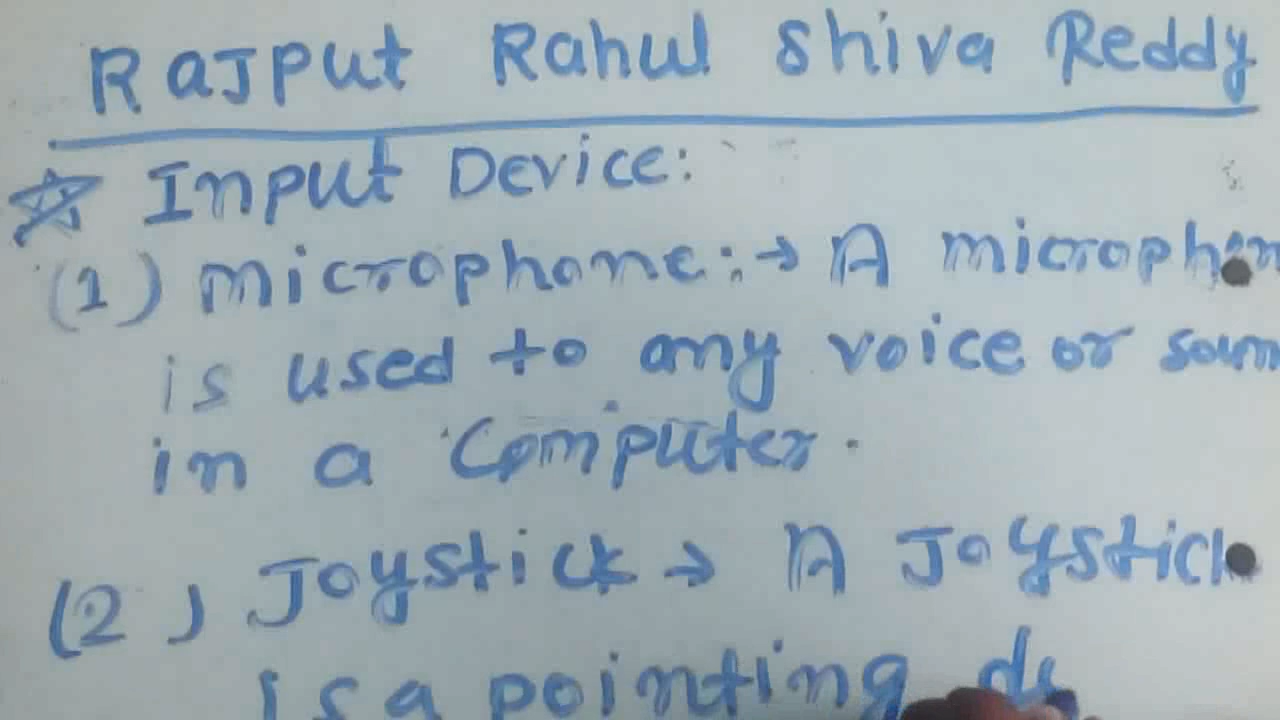 Rajput Rahul Shiva Reddy
☆ Input Device:
(1) microphone:→ A microphon
is used to any voice or soun
in a Computer.
(2) Joystick → A Joystick
is a pointing de